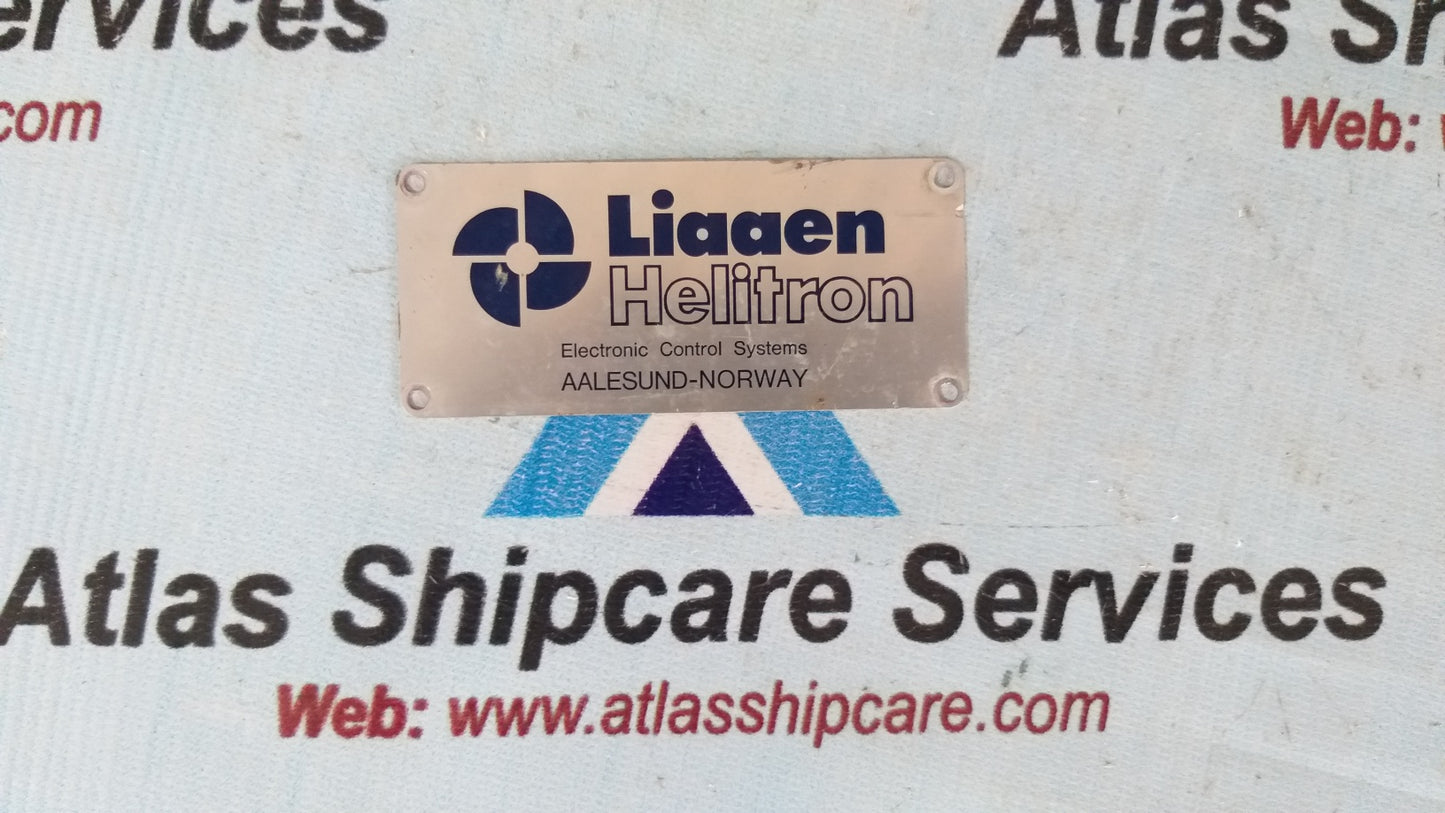 ervices
Atlas Sh
com
Web:
Liaaen
Helitron
Electronic Control Systems
AALESUND-NORWAY
Atlas Shipcare Services
Web: www.atlasshipcare.com